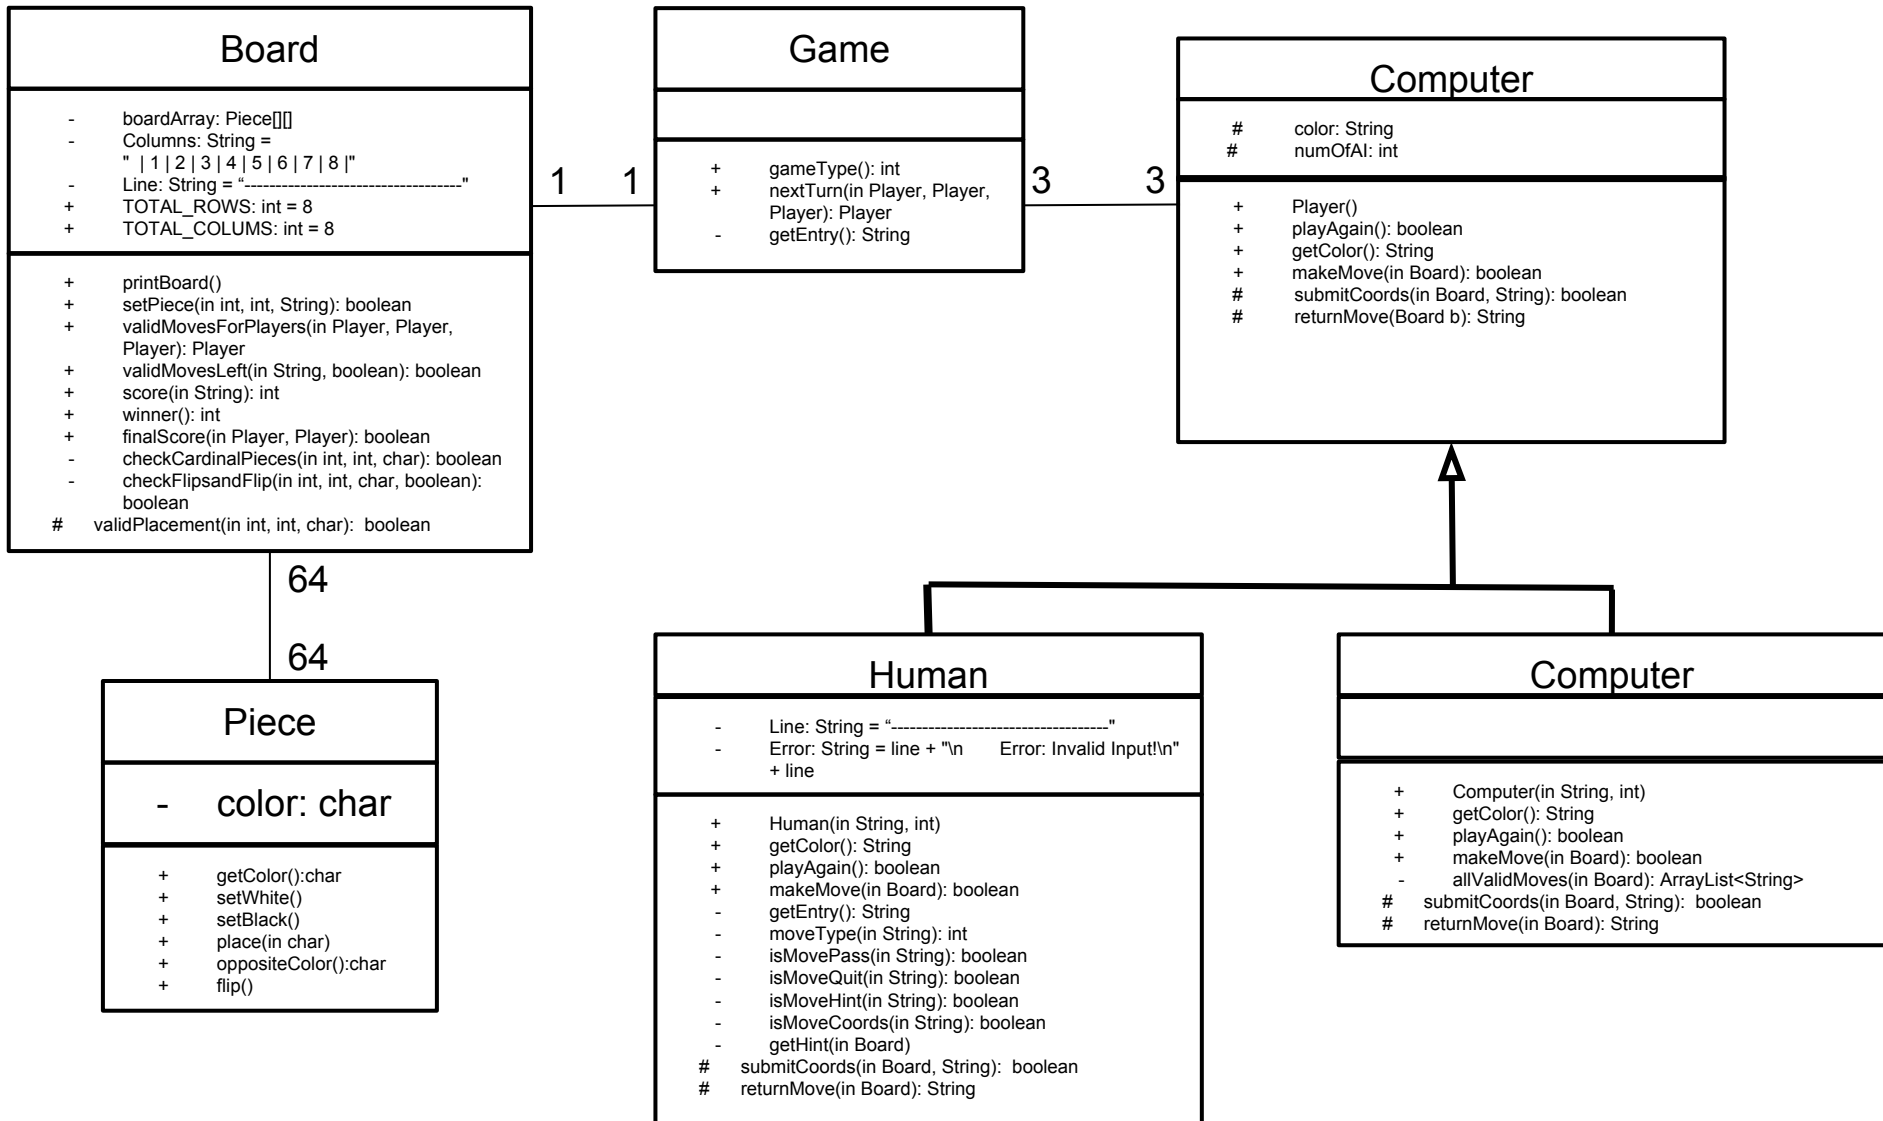 Board
- boardArray: Piece[][]
- Columns: String =
" | 1 | 2 | 3 | 4 | 5 | 6 | 7 | 8 |"
- Line: String = “-----------------------------------"
+ TOTAL_ROWS: int = 8
+ TOTAL_COLUMS: int = 8
+ printBoard()
+ setPiece(in int, int, String): boolean
+ validMovesForPlayers(in Player, Player,
Player): Player
+ validMovesLeft(in String, boolean): boolean
+ score(in String): int
+ winner(): int
+ finalScore(in Player, Player): boolean
- checkCardinalPieces(in int, int, char): boolean
- checkFlipsandFlip(in int, int, char, boolean):
boolean
# validPlacement(in int, int, char): boolean
1 1
Game
+ gameType(): int
+ nextTurn(in Player, Player,
Player): Player
- getEntry(): String
3 3
Computer
# color: String
# numOfAI: int
+ Player()
+ playAgain(): boolean
+ getColor(): String
+ makeMove(in Board): boolean
# submitCoords(in Board, String): boolean
# returnMove(Board b): String
64
64
Piece
- color: char
+ getColor():char
+ setWhite()
+ setBlack()
+ place(in char)
+ oppositeColor():char
+ flip()
Human
- Line: String = “-----------------------------------"
- Error: String = line + "\n Error: Invalid Input!\n"
+ line
+ Human(in String, int)
+ getColor(): String
+ playAgain(): boolean
+ makeMove(in Board): boolean
- getEntry(): String
- moveType(in String): int
- isMovePass(in String): boolean
- isMoveQuit(in String): boolean
- isMoveHint(in String): boolean
- isMoveCoords(in String): boolean
- getHint(in Board)
# submitCoords(in Board, String): boolean
# returnMove(in Board): String
Computer
+ Computer(in String, int)
+ getColor(): String
+ playAgain(): boolean
+ makeMove(in Board): boolean
- allValidMoves(in Board): ArrayList<String>
# submitCoords(in Board, String): boolean
# returnMove(in Board): String